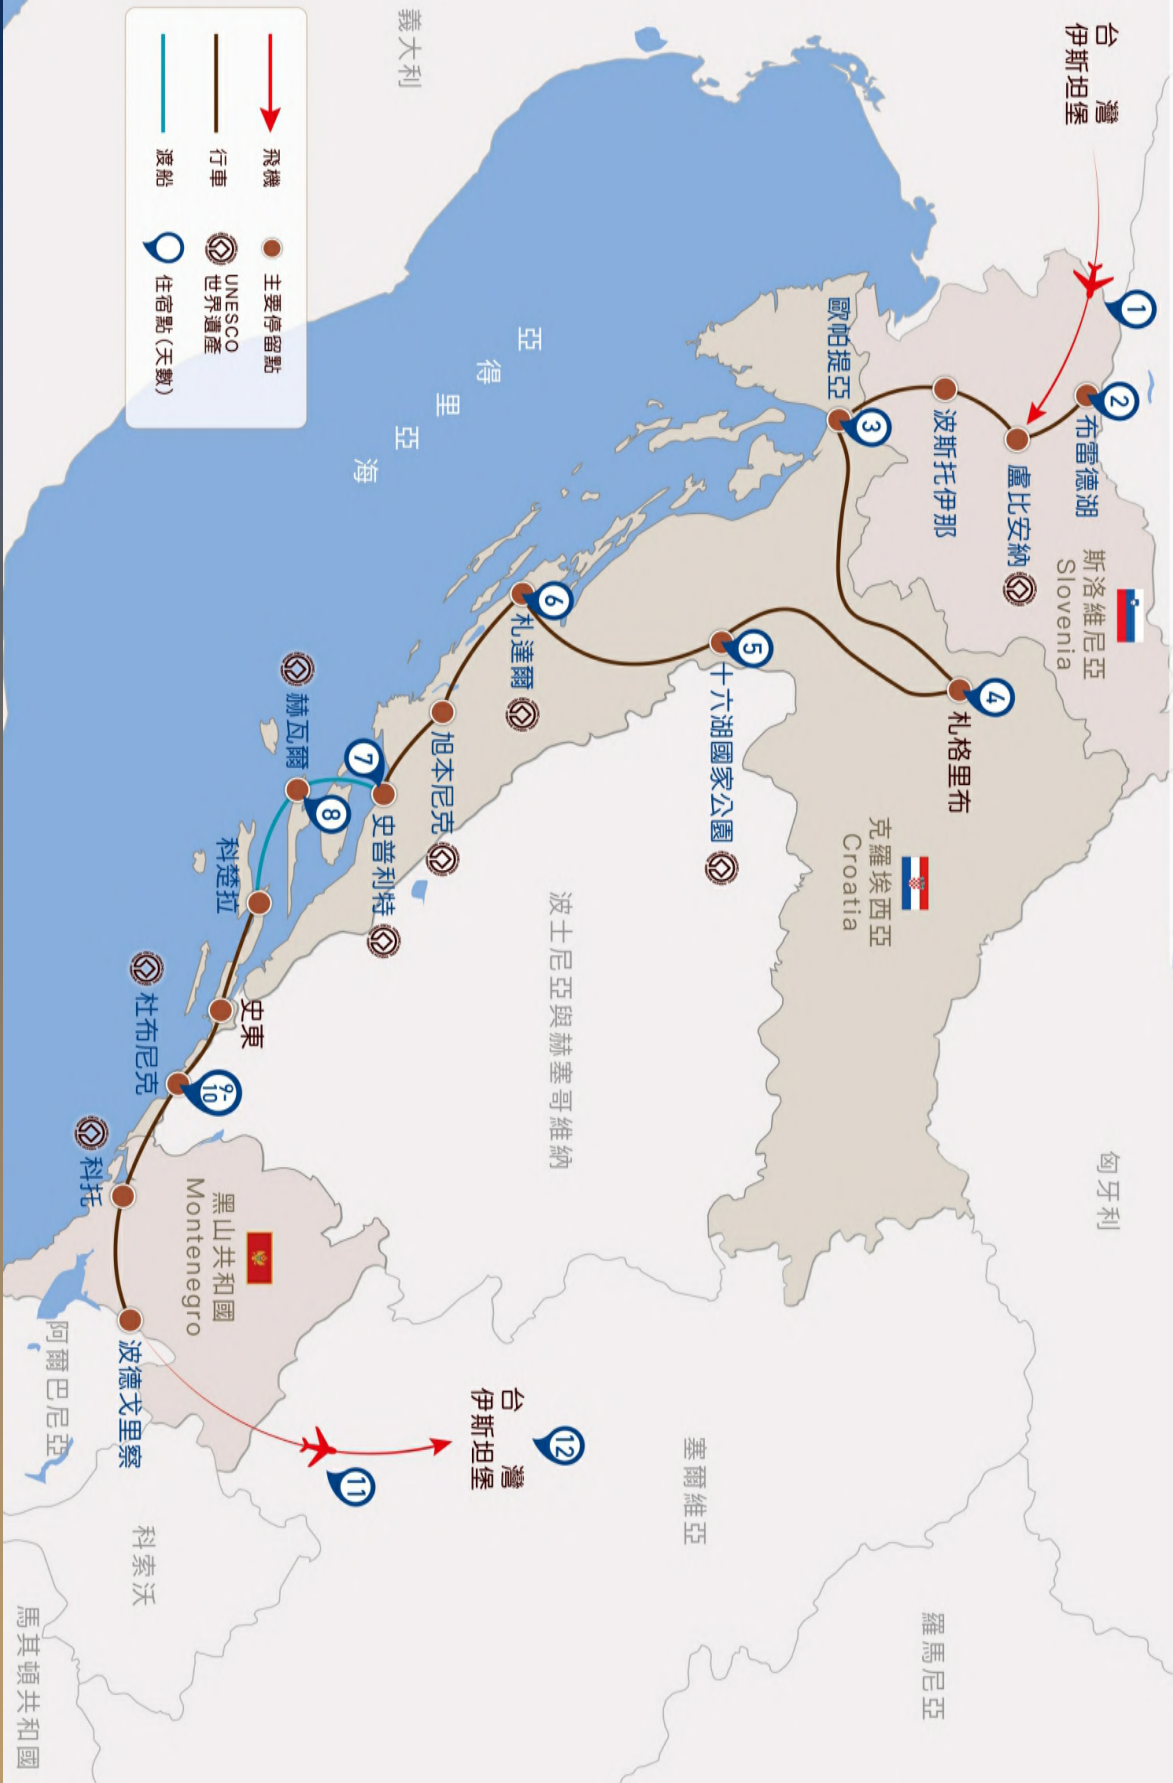 台灣
伊斯坦堡
1
2
布雷德湖
盧比安納
波斯托伊那
歐帕提亞
3
斯洛維尼亞
Slovenia
4
札格里布
克羅埃西亞
Croatia
5
十六湖國家公園
6
札達爾
旭本尼克
7
史普利特
赫瓦爾
8
科楚拉
史東
9-10
杜布尼克
科托
黑山共和國
Montenegro
波德戈里察
11
12
台灣
伊斯坦堡
義大利
亞得里亞海
波士尼亞與赫塞哥維納
匈牙利
塞爾維亞
羅馬尼亞
阿爾巴尼亞
科索沃
馬其頓共和國
飛機
行車
渡船
主要停留點
UNESCO
世界遺產
住宿點(天數)